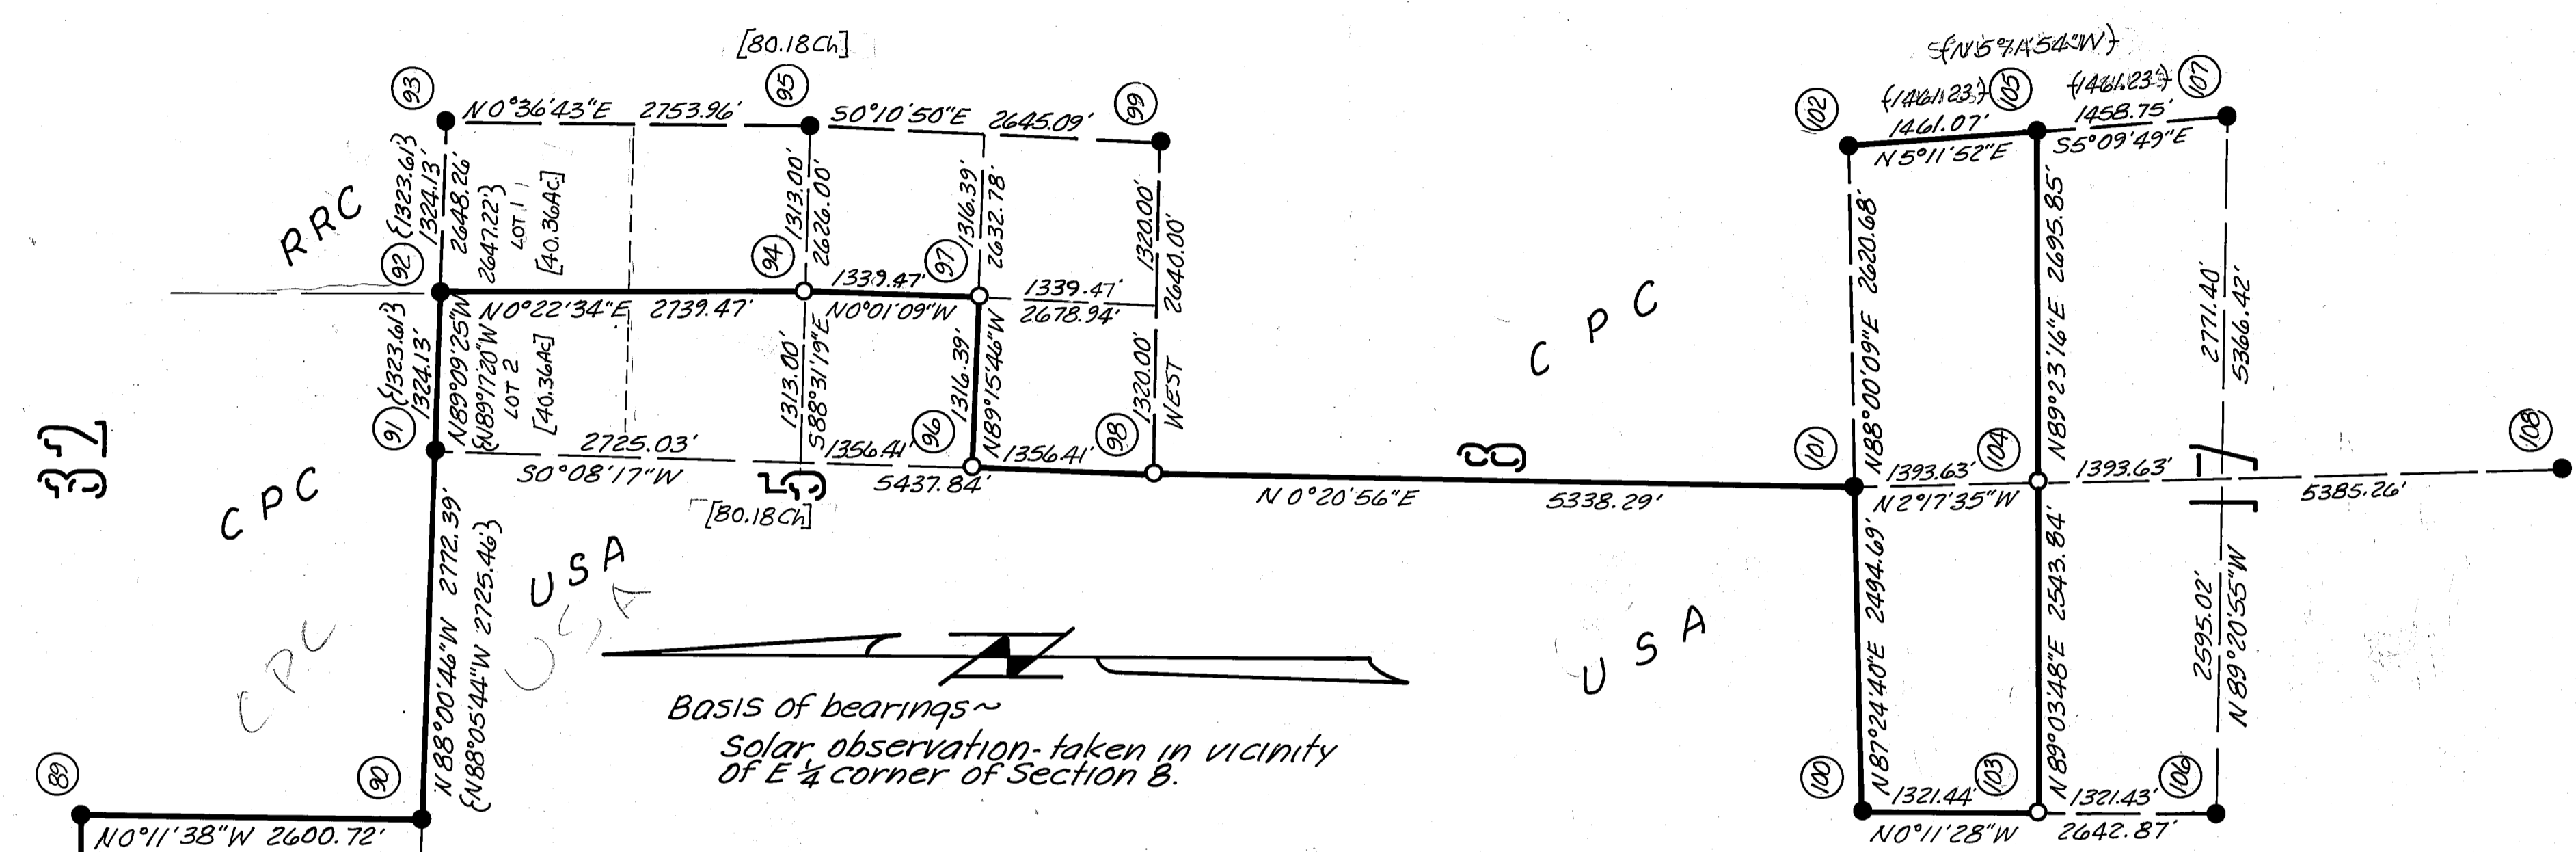 [80.18Ch]
93
N0°36'43"E 2753.96'
95
S0°10'50"E 2645.09'
99
{1323.61'}
1324.13'
2648.26'
2647.22'}
LOT 1
[40.36Ac.]
1313.00'
2626.00'
1316.39'
2632.78'
1320.00'
2640.00'
RRC
92
94
97
1339.47'
N0°22'34"E 2739.47'
N0°01'09"W
1339.47'
2678.94'
{1323.61'}
1324.13'
N89°09'25"W
{N89°17'20"W
LOT 2
[40.36Ac]
1313.00'
S88°31'19"E
1316.39'
N89°15'46"W
1320.00'
WEST
91
96
98
2725.03'
S0°08'17"W
1356.41'
1356.41'
5437.84'
5
[80.18Ch]
32
CPC
USA
CPC
USA
N88°00'46"W 2772.39'
{N88°05'44"W 2725.46'}
89
90
N0°11'38"W 2600.72'
Basis of bearings~
Solar observation-taken in vicinity
of E ¼ corner of Section 8.
8
CPC
USA
N0°20'56"E 5338.29'
102
{1461.23'}
105
{1461.23'}
107
1461.07'
1458.75'
N5°11'52"E
S5°09'49"E
N88°00'09"E 2620.68'
N89°23'16"E 2695.85'
2771.40'
5366.42'
101
104
1393.63'
1393.63'
N2°17'35"W
17
5385.26'
108
N87°24'40"E 2494.69'
N89°03'48"E 2543.84'
2595.02'
N89°20'55"W
100
103
106
1321.44'
1321.43'
N0°11'28"W
2642.87'